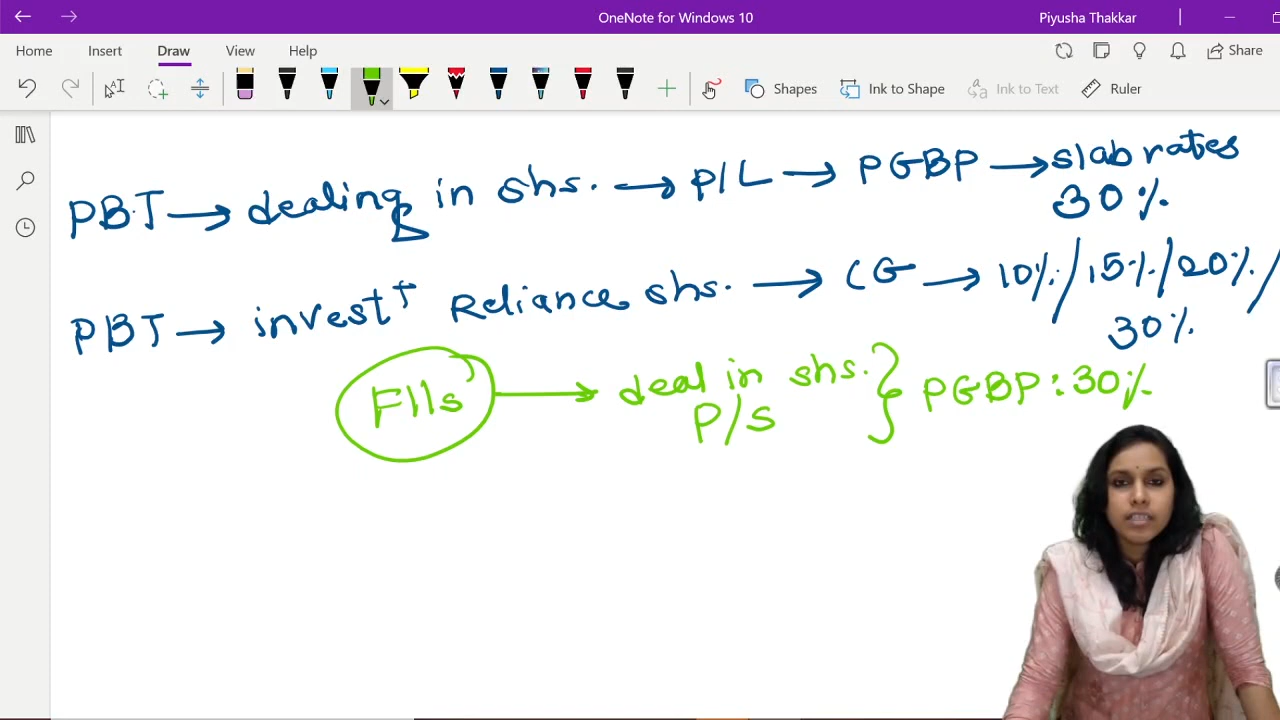 OneNote for Windows 10
Piyusha Thakkar
Home Insert Draw View Help Share
Shapes Ink to Shape Ink to Text Ruler
PBT → dealing in shs. → P/L → PGBP → slab rates
30%
PBT → invest^t Reliance shs. → CG → 10%/15%/20%/
30%
FIIs → deal in shs. } PGBP : 30%
P/S